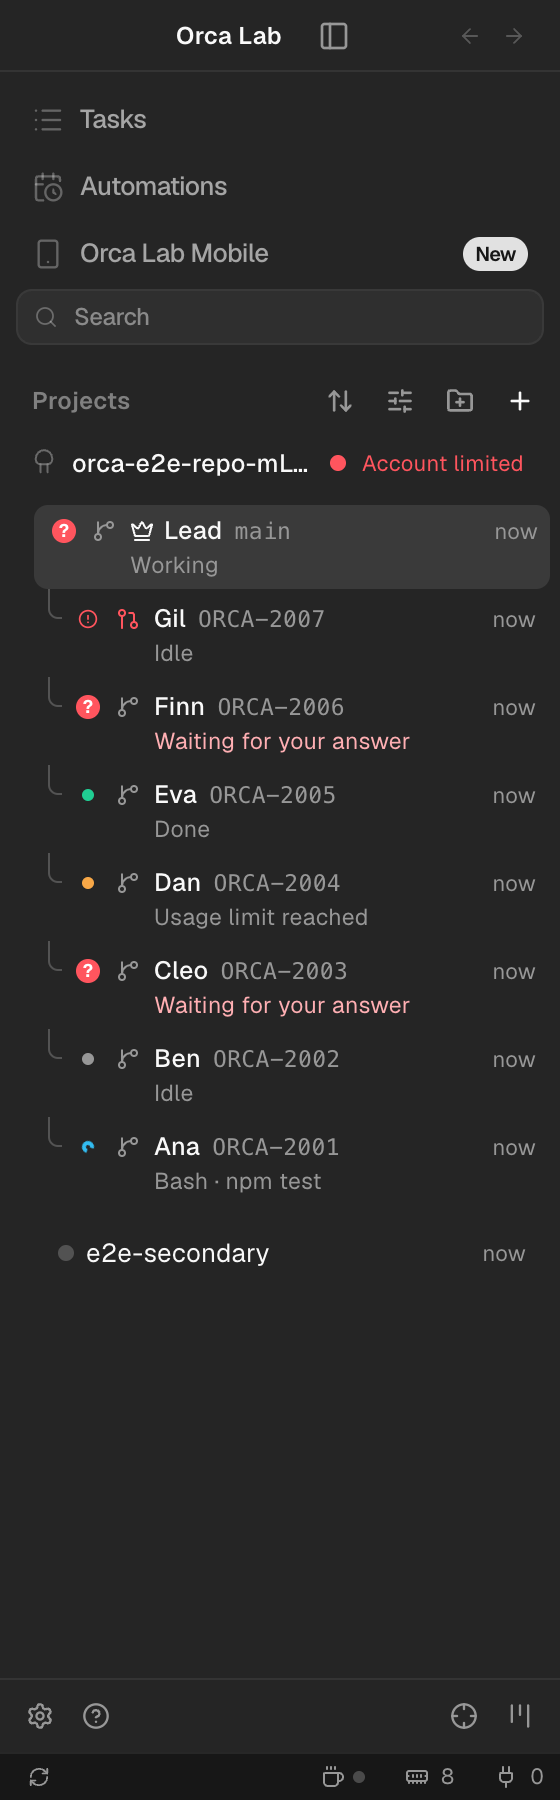 Orca Lab
Tasks
Automations
Orca Lab Mobile New
Search
Projects
orca-e2e-repo-mL... Account limited
? Lead main now
Working
Gil ORCA-2007 now
Idle
? Finn ORCA-2006 now
Waiting for your answer
Eva ORCA-2005 now
Done
Dan ORCA-2004 now
Usage limit reached
? Cleo ORCA-2003 now
Waiting for your answer
Ben ORCA-2002 now
Idle
Ana ORCA-2001 now
Bash · npm test
e2e-secondary now
8 0